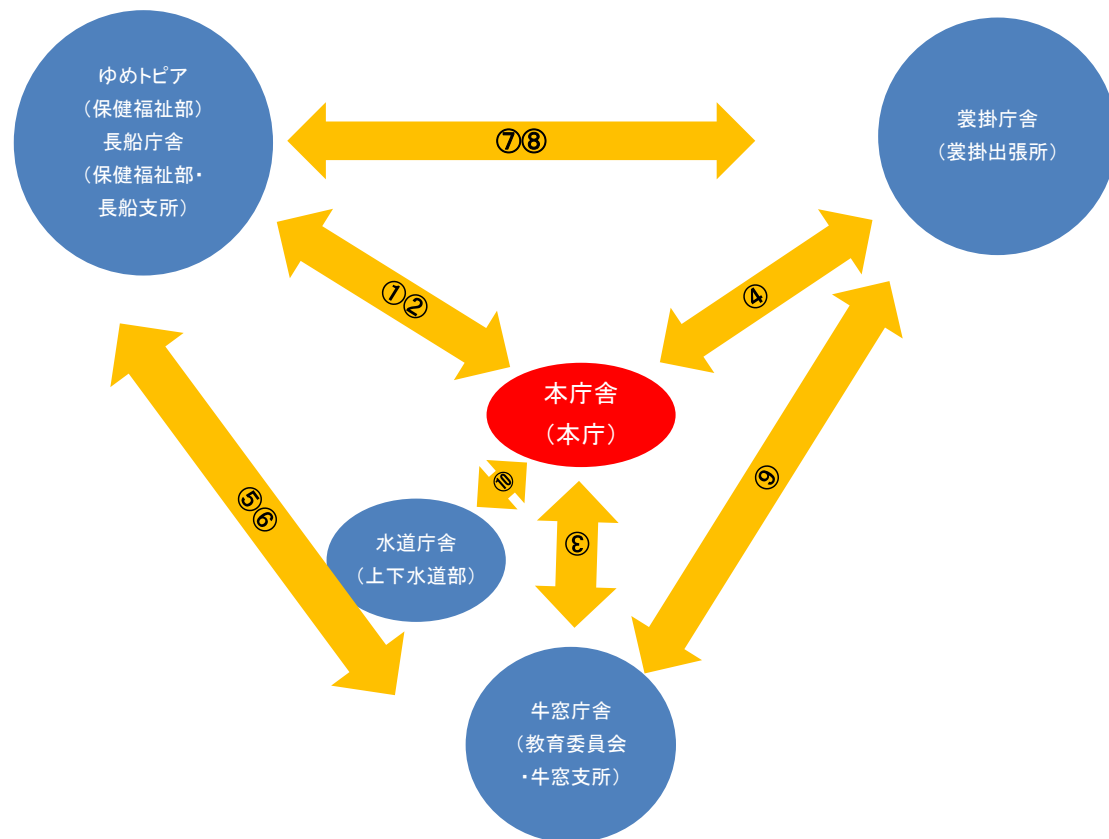 ゆめトピア
（保健福祉部）
長船庁舎
（保健福祉部・
長船支所）
裳掛庁舎
（裳掛出張所）
⑦⑧
①②
④
本庁舎
（本庁）
⑩
⑤⑥
水道庁舎
（上下水道部）
③
⑨
牛窓庁舎
（教育委員会
・牛窓支所）